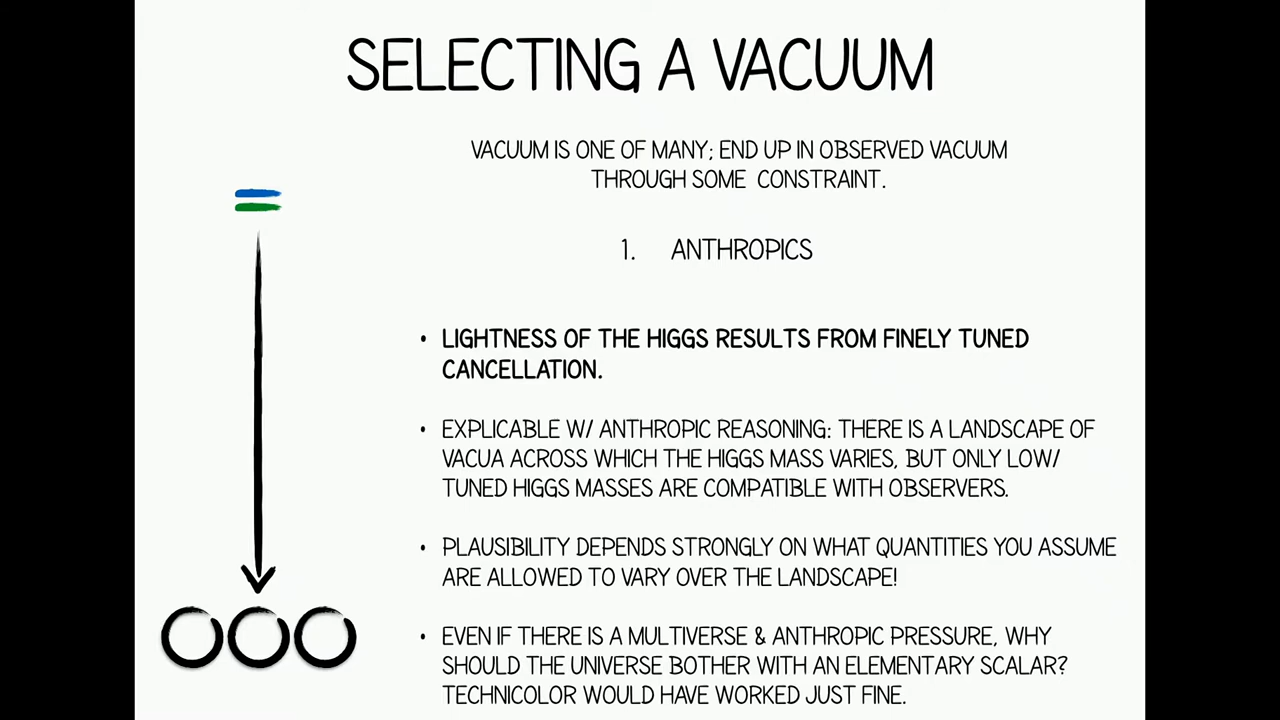 SELECTING A VACUUM
VACUUM IS ONE OF MANY; END UP IN OBSERVED VACUUM
THROUGH SOME CONSTRAINT.
1. ANTHROPICS
• LIGHTNESS OF THE HIGGS RESULTS FROM FINELY TUNED
CANCELLATION.
• EXPLICABLE W/ ANTHROPIC REASONING: THERE IS A LANDSCAPE OF
VACUA ACROSS WHICH THE HIGGS MASS VARIES, BUT ONLY LOW/
TUNED HIGGS MASSES ARE COMPATIBLE WITH OBSERVERS.
• PLAUSIBILITY DEPENDS STRONGLY ON WHAT QUANTITIES YOU ASSUME
ARE ALLOWED TO VARY OVER THE LANDSCAPE!
• EVEN IF THERE IS A MULTIVERSE & ANTHROPIC PRESSURE, WHY
SHOULD THE UNIVERSE BOTHER WITH AN ELEMENTARY SCALAR?
TECHNICOLOR WOULD HAVE WORKED JUST FINE.